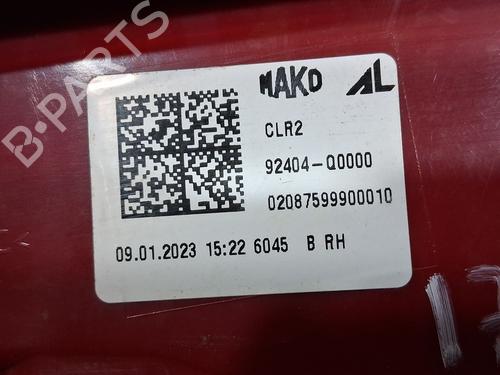 B-PARTS
MAKO AL
CLR2
92404-Q0000
02087599900010
09.01.2023 15:22 6045 B RH